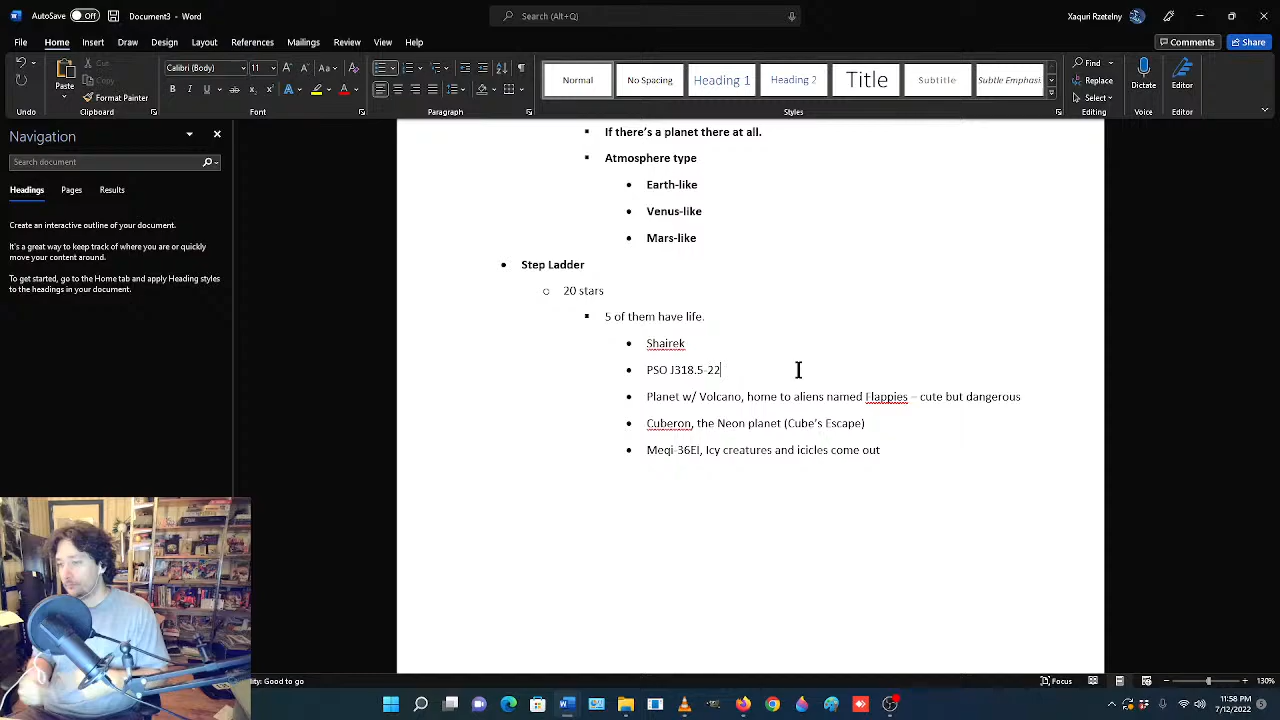 AutoSave Off Document3 - Word Search (Alt+Q) Xaquri Rzetelny
File Home Insert Draw Design Layout References Mailings Review View Help Comments Share
Paste Cut Copy Format Painter
Calibri (Body) 11
Normal No Spacing Heading 1 Heading 2 Title Subtitle Subtle Emphasi...
Find Replace Select Dictate Editor
Undo Clipboard Font Paragraph Styles Editing Voice Editor
Navigation
Search document
Headings Pages Results
Create an interactive outline of your document.
It's a great way to keep track of where you are or quickly
move your content around.
To get started, go to the Home tab and apply Heading styles
to the headings in your document.
If there's a planet there at all.
Atmosphere type
Earth-like
Venus-like
Mars-like
Step Ladder
20 stars
5 of them have life.
Shairek
PSO J318.5-22
Planet w/ Volcano, home to aliens named Flappies – cute but dangerous
Cuberon, the Neon planet (Cube's Escape)
Meqi-36EI, Icy creatures and icicles come out
ity: Good to go Focus 130%
11:58 PM
7/12/2022